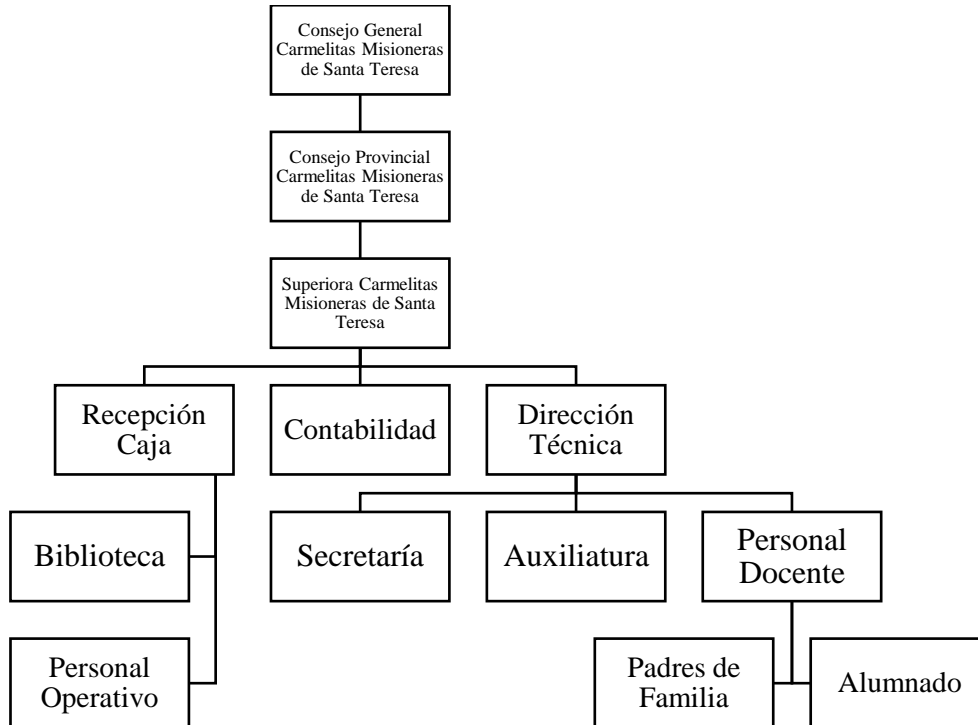 Consejo General
Carmelitas Misioneras
de Santa Teresa
Consejo Provincial
Carmelitas Misioneras
de Santa Teresa
Superiora Carmelitas
Misioneras de Santa
Teresa
Recepción
Caja
Contabilidad
Dirección
Técnica
Biblioteca
Secretaría
Auxiliatura
Personal
Docente
Personal
Operativo
Padres de
Familia
Alumnado